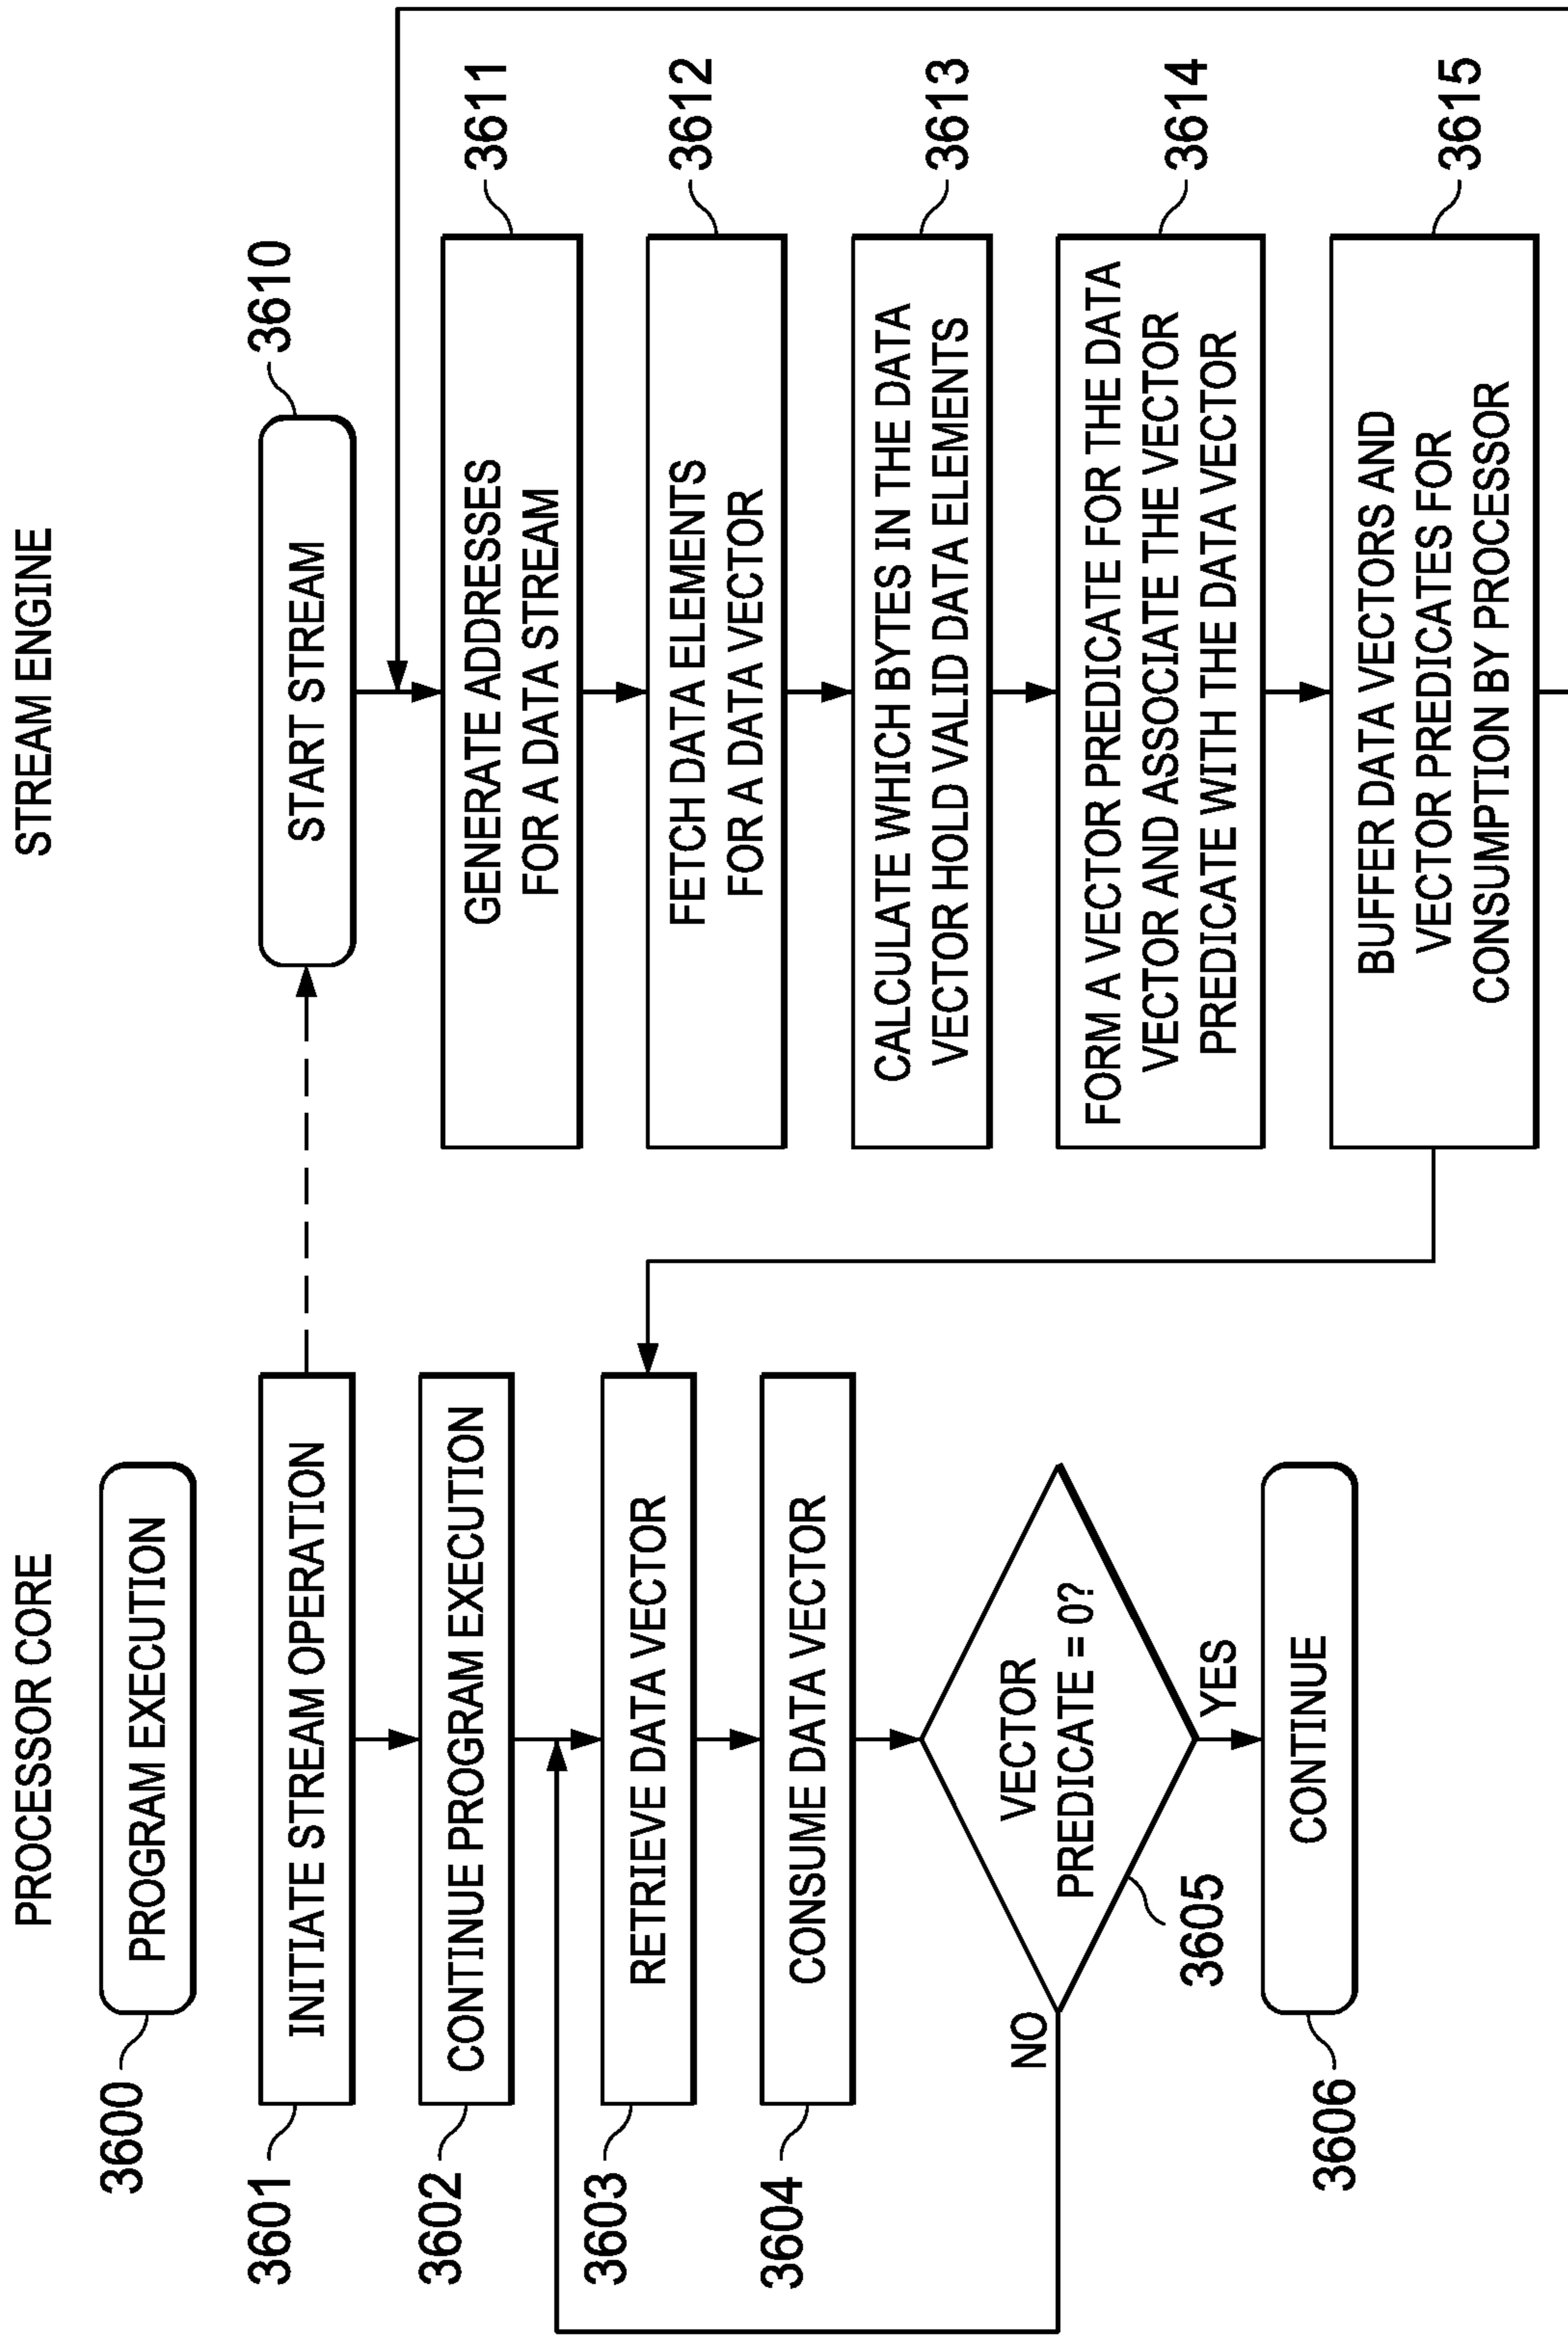 PROCESSOR CORE
3600
PROGRAM EXECUTION
3601
INITIATE STREAM OPERATION
3602
CONTINUE PROGRAM EXECUTION
3603
RETRIEVE DATA VECTOR
3604
CONSUME DATA VECTOR
VECTOR
PREDICATE = 0?
NO
3605
YES
3606
CONTINUE
STREAM ENGINE
START STREAM
3610
GENERATE ADDRESSES
FOR A DATA STREAM
3611
FETCH DATA ELEMENTS
FOR A DATA VECTOR
3612
CALCULATE WHICH BYTES IN THE DATA
VECTOR HOLD VALID DATA ELEMENTS
3613
FORM A VECTOR PREDICATE FOR THE DATA
VECTOR AND ASSOCIATE THE VECTOR
PREDICATE WITH THE DATA VECTOR
3614
BUFFER DATA VECTORS AND
VECTOR PREDICATES FOR
CONSUMPTION BY PROCESSOR
3615